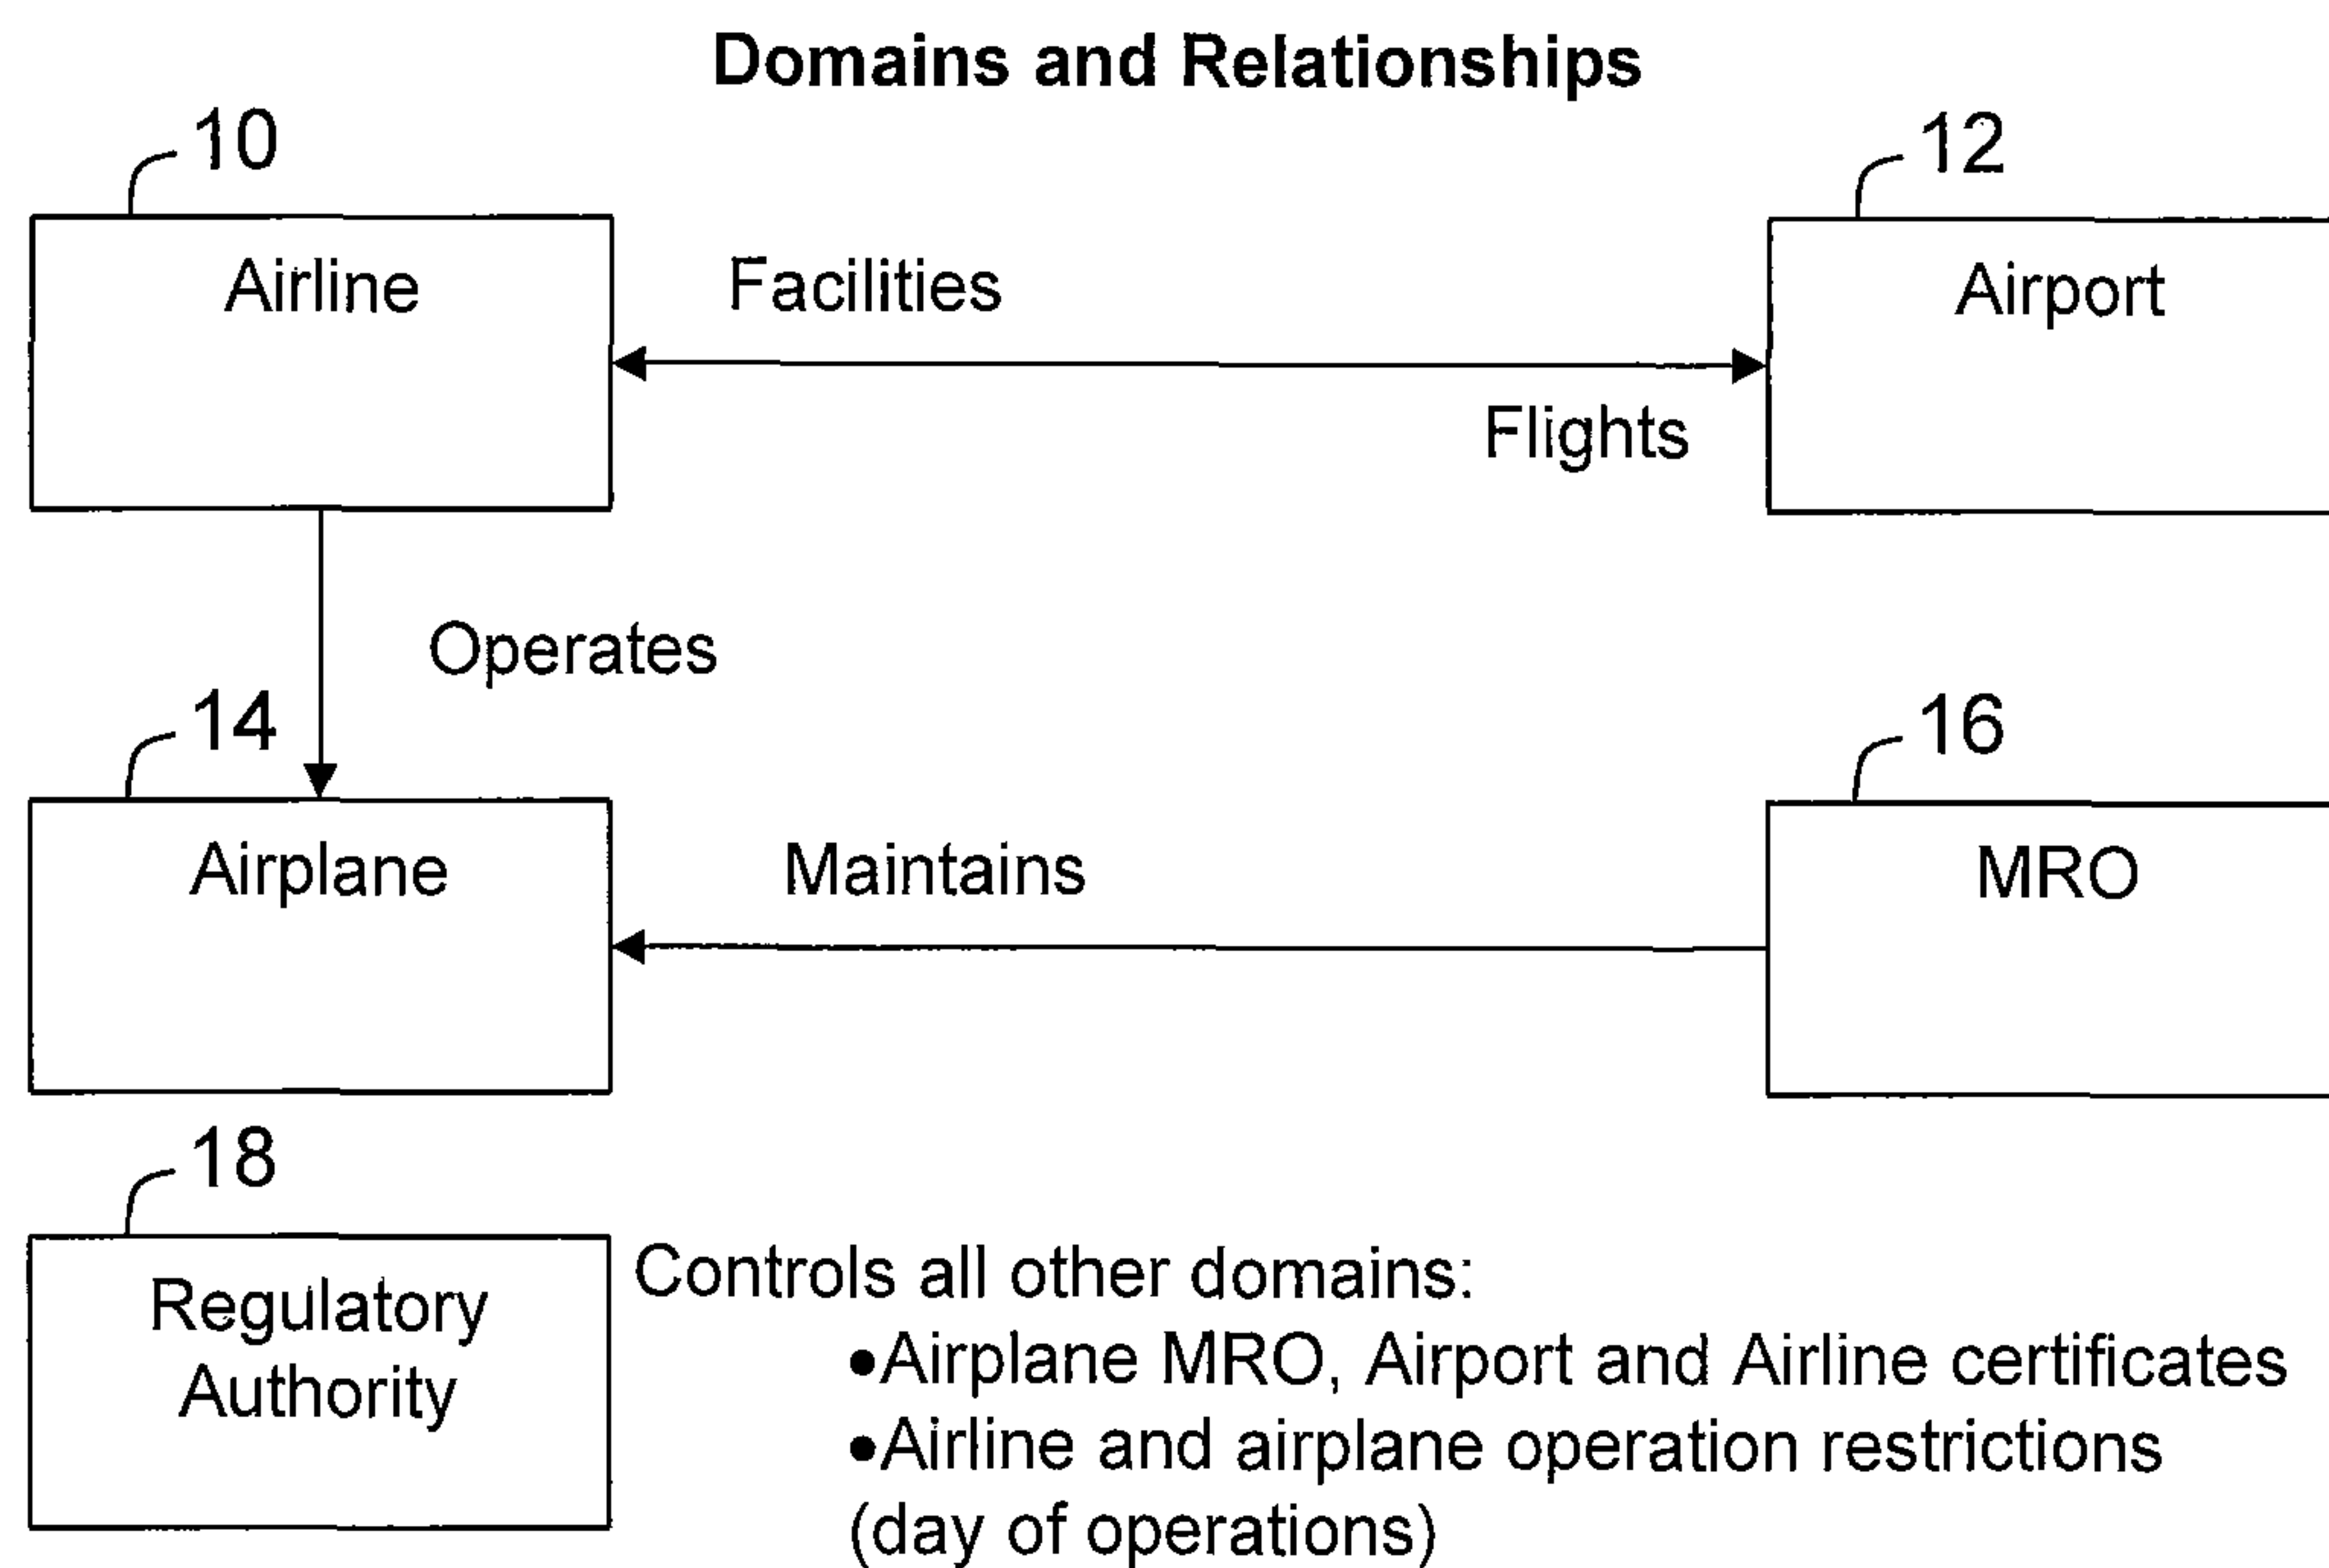 Domains and Relationships
10
12
Airline
Facilities
Airport
Flights
Operates
14
16
Airplane
Maintains
MRO
18
Regulatory
Authority
Controls all other domains:
•Airplane MRO, Airport and Airline certificates
•Airline and airplane operation restrictions
(day of operations)